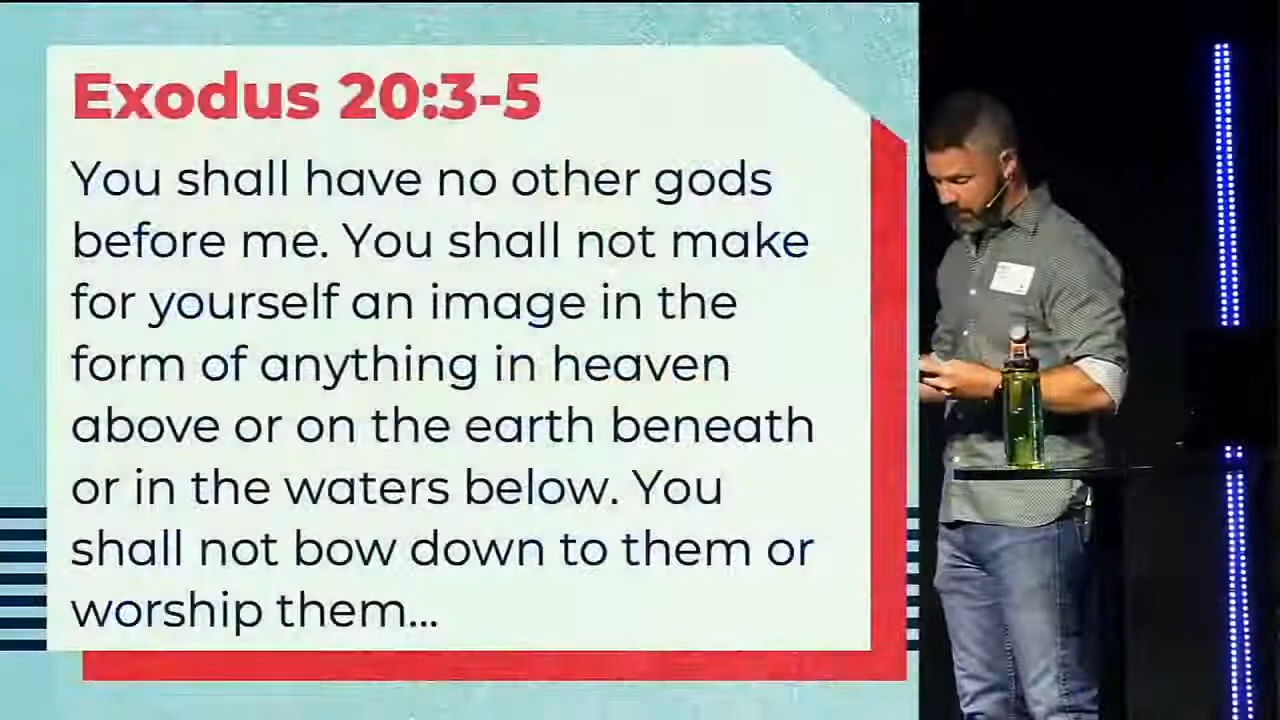 Exodus 20:3-5
You shall have no other gods
before me. You shall not make
for yourself an image in the
form of anything in heaven
above or on the earth beneath
or in the waters below. You
shall not bow down to them or
worship them...